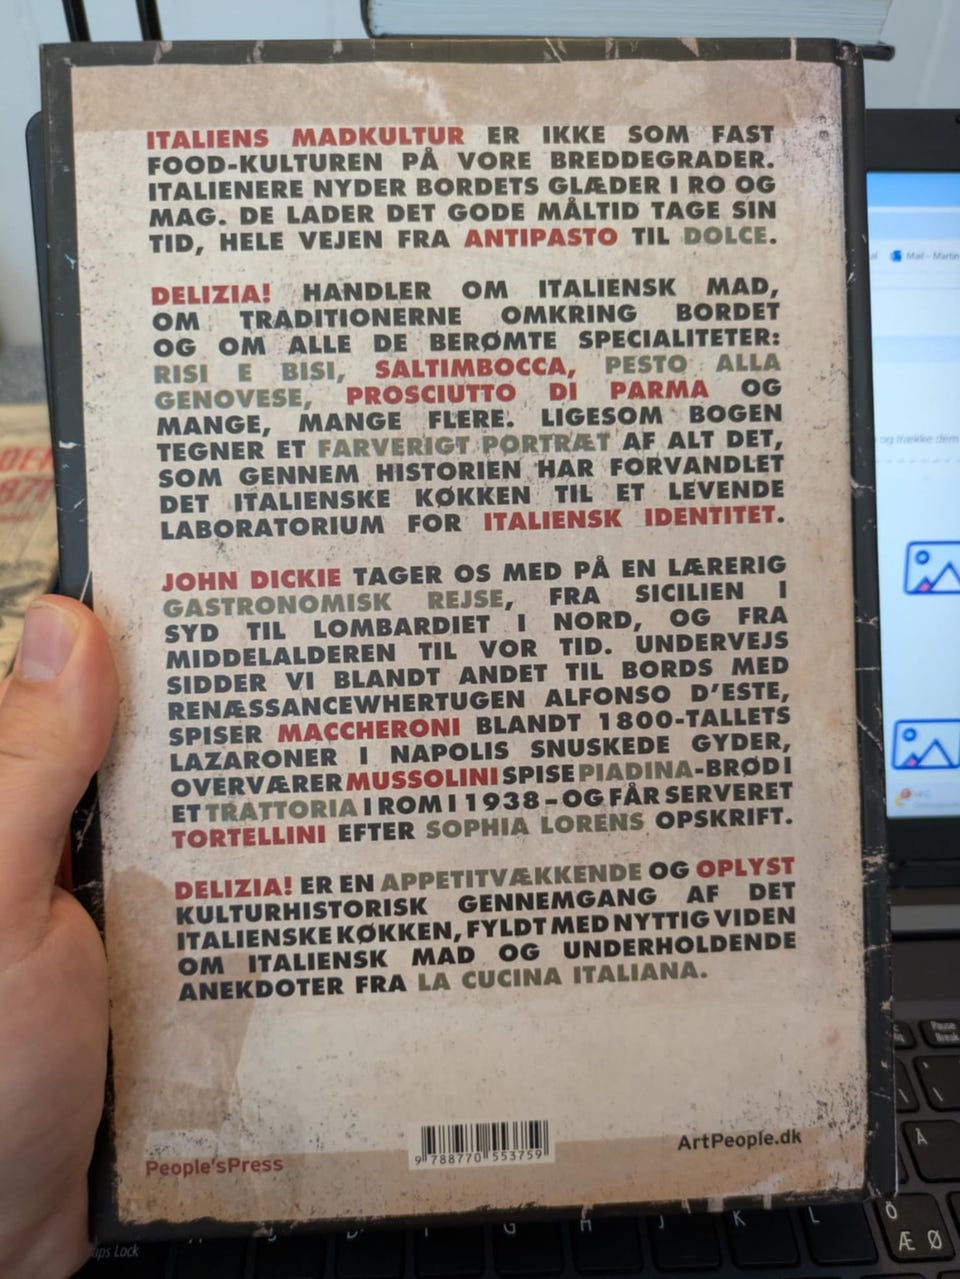 ITALIENS MADKULTUR ER IKKE SOM FAST
FOOD-KULTUREN PÅ VORE BREDDEGRADER.
ITALIENERE NYDER BORDETS GLÆDER I RO OG
MAG. DE LADER DET GODE MÅLTID TAGE SIN
TID, HELE VEJEN FRA ANTIPASTO TIL DOLCE.
DELIZIA! HANDLER OM ITALIENSK MAD,
OM TRADITIONERNE OMKRING BORDET
OG OM ALLE DE BERØMTE SPECIALITETER:
RISI E BISI, SALTIMBOCCA, PESTO ALLA
GENOVESE, PROSCIUTTO DI PARMA OG
MANGE, MANGE FLERE. LIGESOM BOGEN
TEGNER ET FARVERIGT PORTRÆT AF ALT DET,
SOM GENNEM HISTORIEN HAR FORVANDLET
DET ITALIENSKE KØKKEN TIL ET LEVENDE
LABORATORIUM FOR ITALIENSK IDENTITET.
JOHN DICKIE TAGER OS MED PÅ EN LÆRERIG
GASTRONOMISK REJSE, FRA SICILIEN I
SYD TIL LOMBARDIET I NORD, OG FRA
MIDDELALDEREN TIL VOR TID. UNDERVEJS
SIDDER VI BLANDT ANDET TIL BORDS MED
RENÆSSANCEWHERTUGEN ALFONSO D'ESTE,
SPISER MACCHERONI BLANDT 1800-TALLETS
LAZARONER I NAPOLIS SNUSKEDE GYDER,
OVERVÆRER MUSSOLINI SPISE PIADINA-BRØD I
ET TRATTORIA I ROM I 1938 – OG FÅR SERVERET
TORTELLINI EFTER SOPHIA LORENS OPSKRIFT.
DELIZIA! ER EN APPETITVÆKKENDE OG OPLYST
KULTURHISTORISK GENNEMGANG AF DET
ITALIENSKE KØKKEN, FYLDT MED NYTTIG VIDEN
OM ITALIENSK MAD OG UNDERHOLDENDE
ANEKDOTER FRA LA CUCINA ITALIANA.
People'sPress
9 788770 553759
ArtPeople.dk
Mail – Martin
og trække dem
Pause
Break
Å
Æ Ø
K
L
J
H
G
Lock